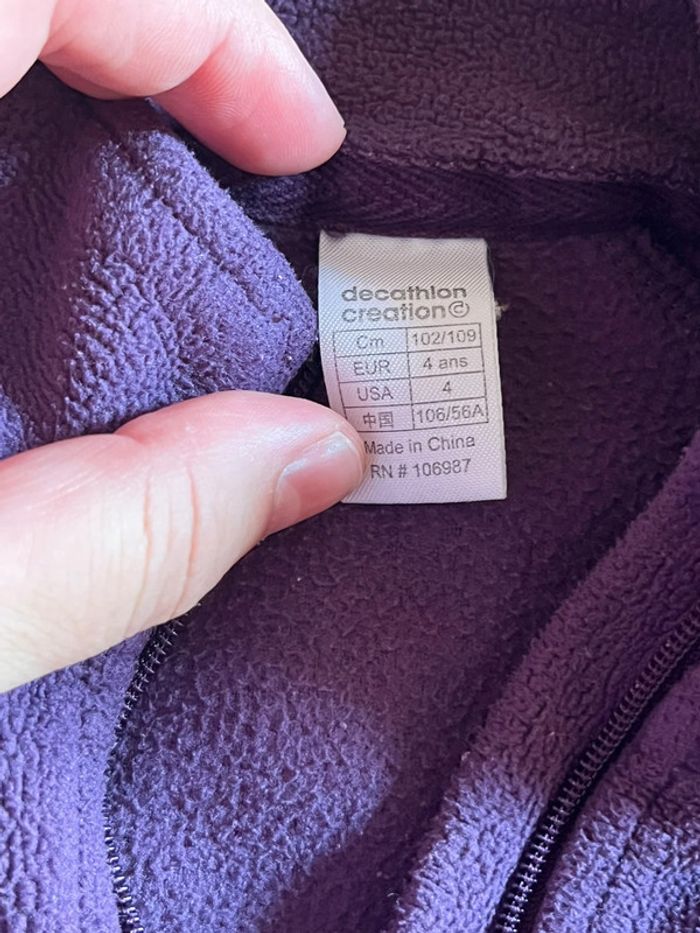 decathlon
creation©
Cm 102/109
EUR 4 ans
USA 4
中国 106/56A
Made in China
RN # 106987